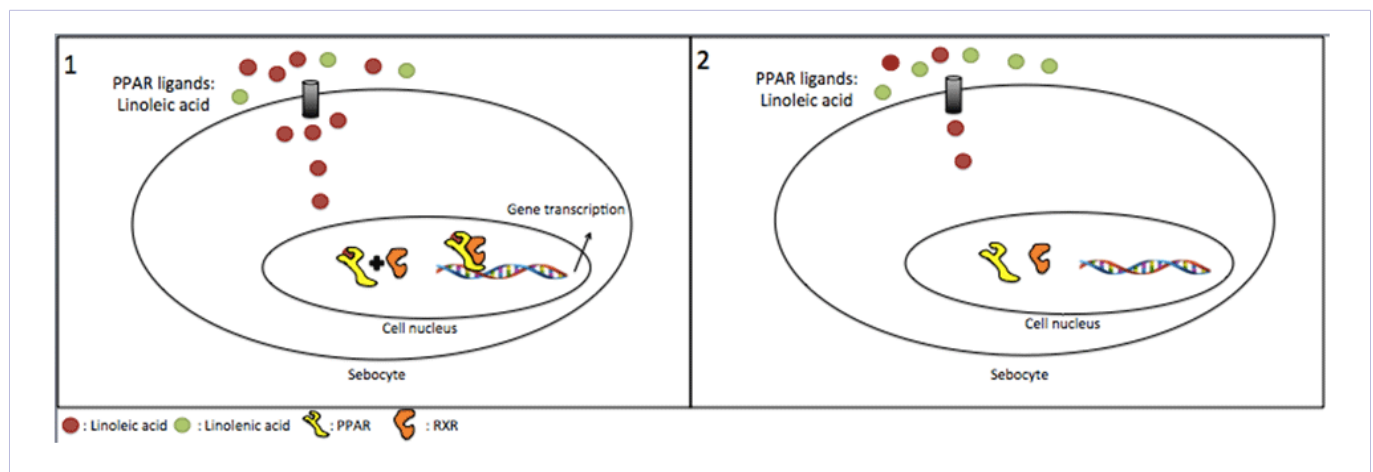 1
PPAR ligands:
Linoleic acid
Gene transcription
Cell nucleus
Sebocyte
2
PPAR ligands:
Linoleic acid
Cell nucleus
Sebocyte
: Linoleic acid : Linolenic acid : PPAR : RXR